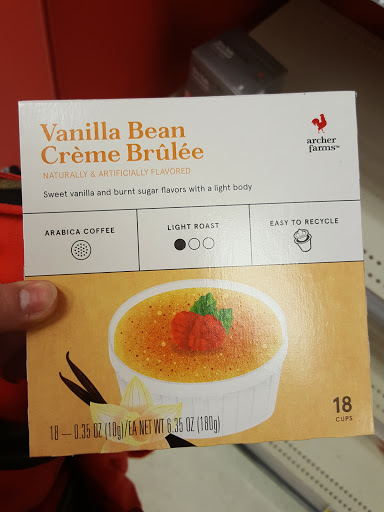 Vanilla Bean
Crème Brûlée
NATURALLY & ARTIFICIALLY FLAVORED
Sweet vanilla and burnt sugar flavors with a light body
archer
farms™
ARABICA COFFEE
LIGHT ROAST
EASY TO RECYCLE
18 — 0.35 OZ (10g)/EA NET WT 6.35 OZ (180g)
18
CUPS